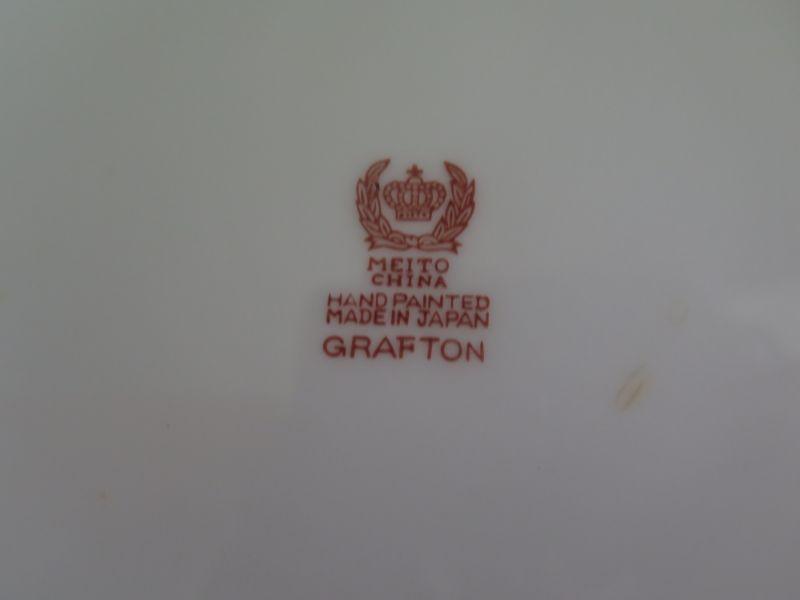 MEITO
CHINA
HAND PAINTED
MADE IN JAPAN
GRAFTON